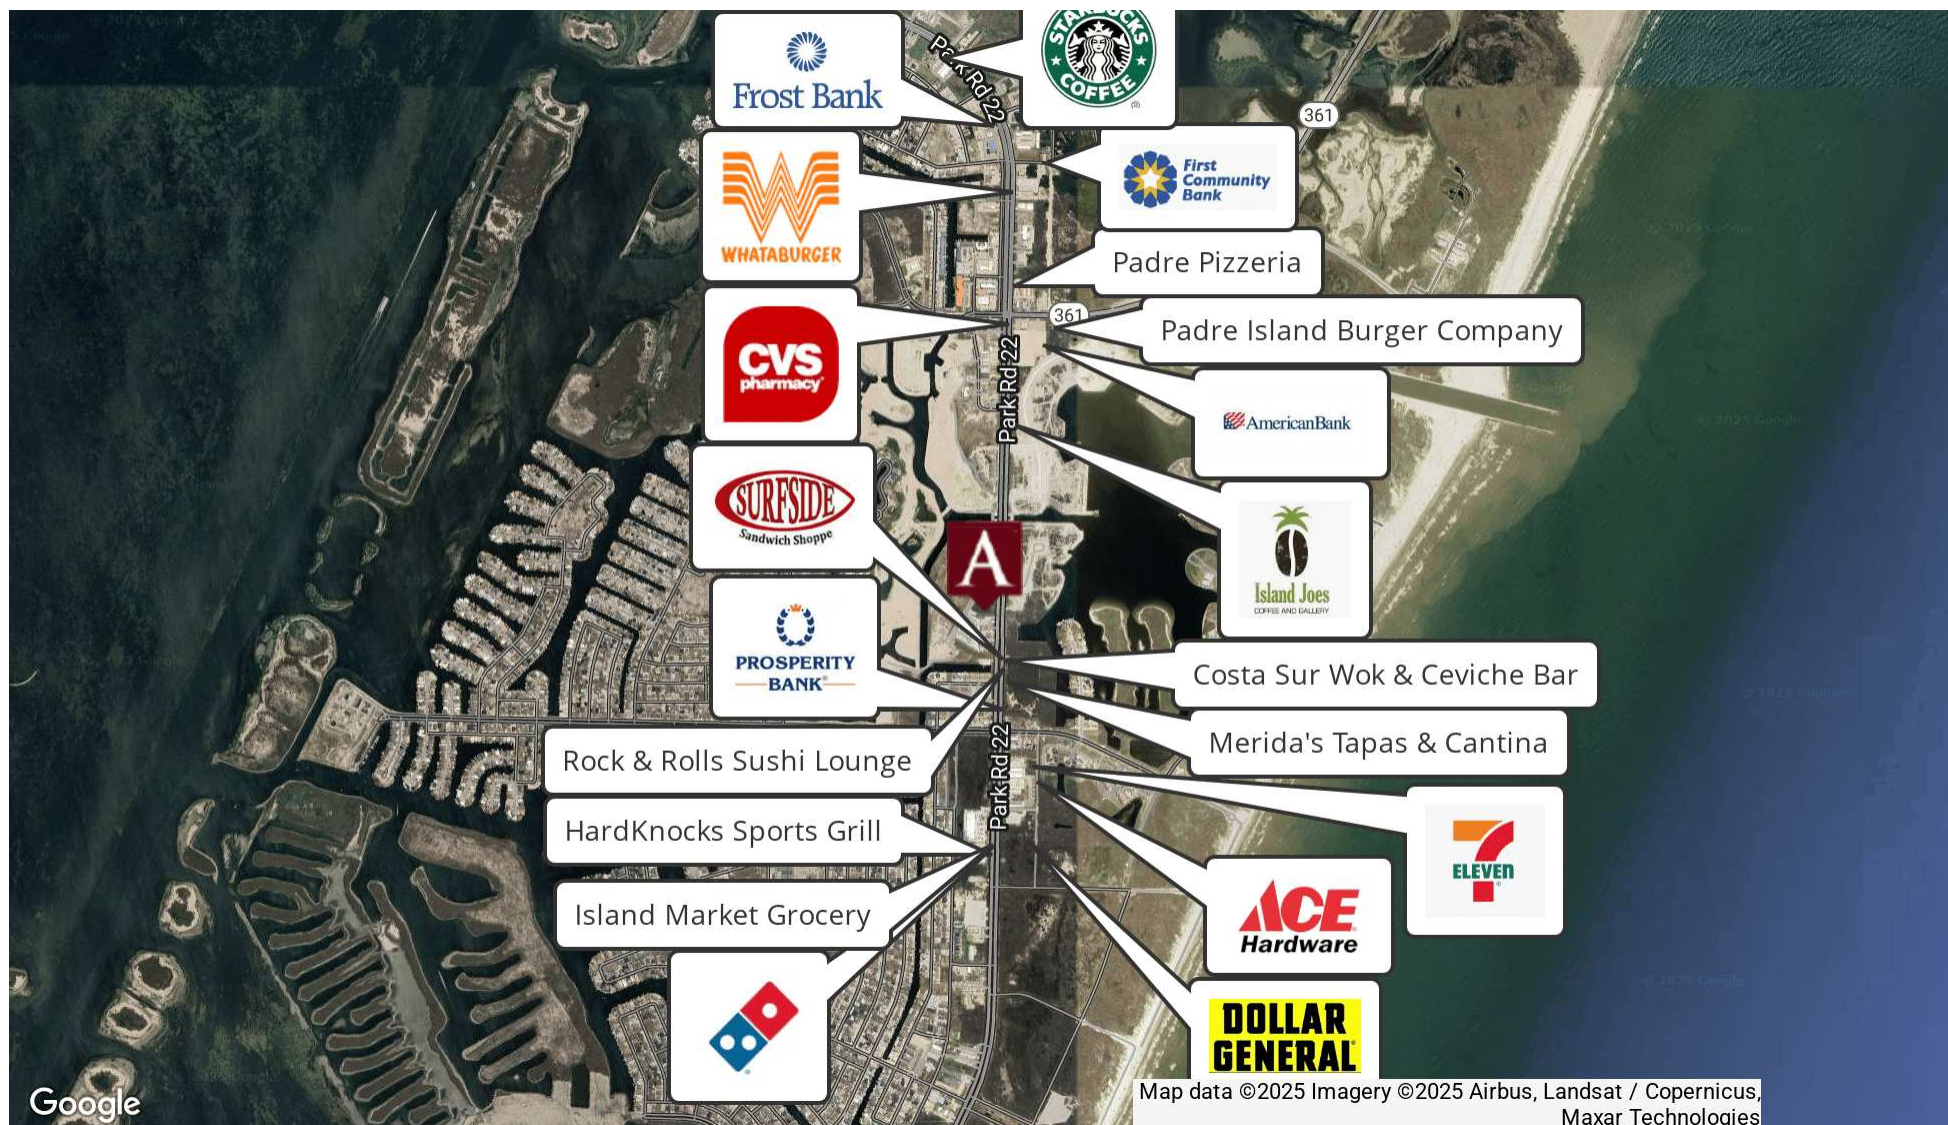 STARBUCKS
COFFEE
Frost Bank
Park Rd 22
361
First
Community
Bank
WHATABURGER
Padre Pizzeria
361
Padre Island Burger Company
CVS
pharmacy
Park Rd 22
AmericanBank
SURFSIDE
Sandwich Shoppe
A
Island Joes
COFFEE AND GALLERY
PROSPERITY
BANK
Costa Sur Wok & Ceviche Bar
Merida's Tapas & Cantina
Rock & Rolls Sushi Lounge
Park Rd 22
HardKnocks Sports Grill
7
ELEVEN
Island Market Grocery
ACE
Hardware
DOLLAR
GENERAL
Google
Map data ©2025 Imagery ©2025 Airbus, Landsat / Copernicus,
Maxar Technologies